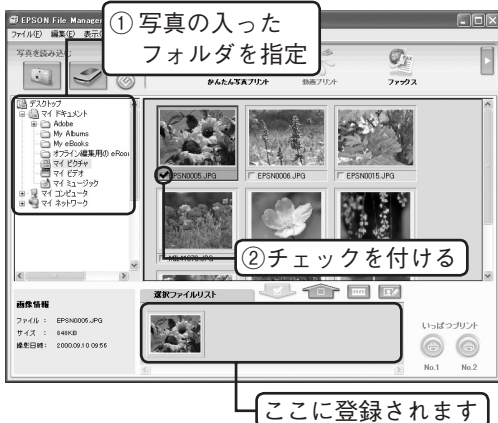 EPSON File Manager
① 写真の入った
フォルダを指定
ファイル(F) 編集(E) 表示(
写真を読み込む
かんたん写真プリント
動画プリント
ファックス
デスクトップ
マイ ドキュメント
Adobe
My Albums
My eBooks
オフライン編集用の eRoor
マイ ピクチャ
マイ ビデオ
マイ ミュージック
マイ コンピュータ
マイ ネットワーク
EPSN0005.JPG
EPSN0006.JPG
EPSN0015.JPG
②チェックを付ける
選択ファイルリスト
画像情報
ファイル : EPSN0005.JPG
サイズ : 848KB
撮影日時: 2000.09.10 09:56
いっぱつプリント
No.1 No.2
ここに登録されます